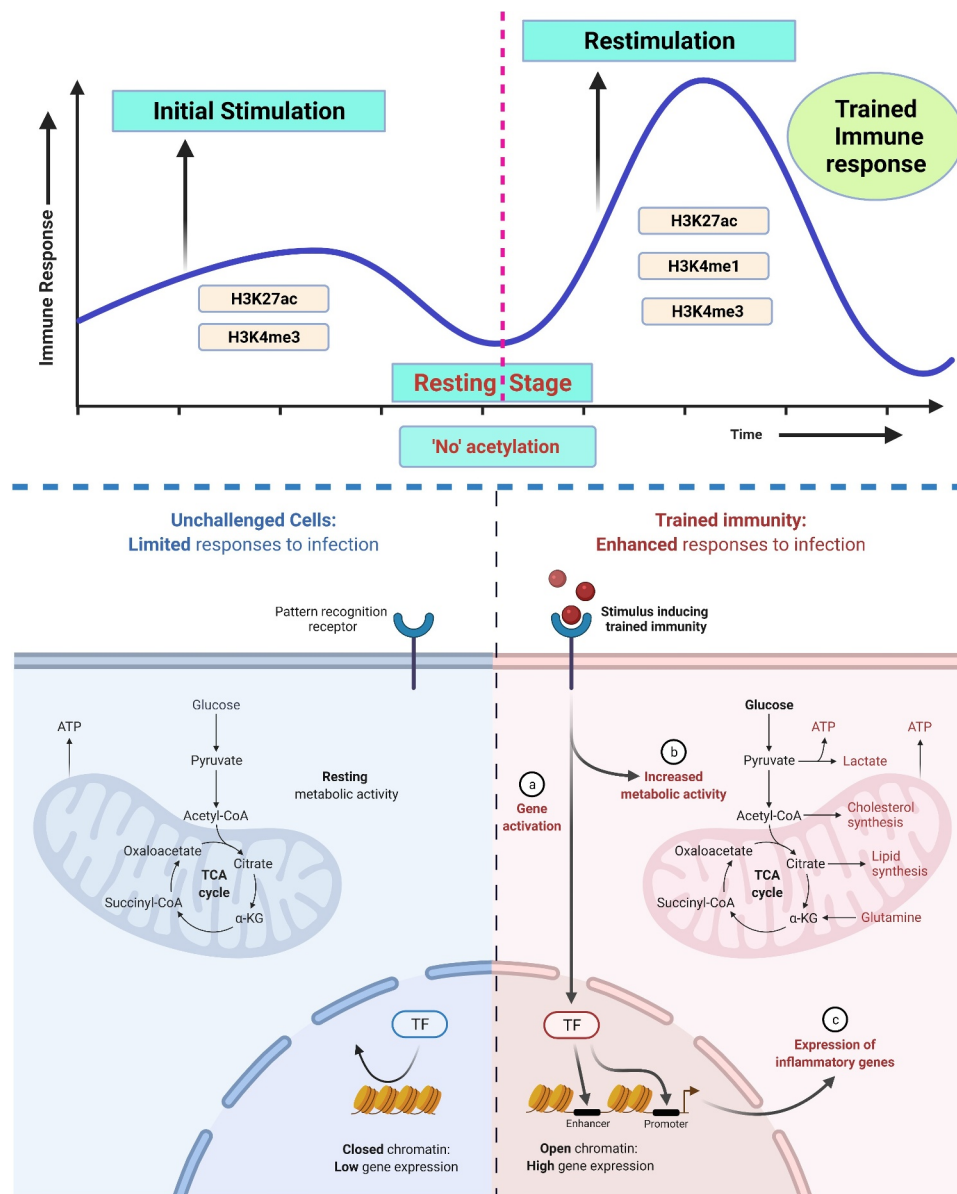 Restimulation
Initial Stimulation
Trained
Immune
response
Immune Response
H3K27ac
H3K4me3
H3K27ac
H3K4me1
H3K4me3
Resting Stage
'No' acetylation
Time
Unchallenged Cells:
Limited responses to infection
Trained immunity:
Enhanced responses to infection
Pattern recognition
receptor
Stimulus inducing
trained immunity
ATP
Glucose
Pyruvate
Acetyl-CoA
Oxaloacetate
Citrate
TCA
cycle
Succinyl-CoA
α-KG
Resting
metabolic activity
a
Gene
activation
b
Increased
metabolic activity
Glucose
ATP
ATP
Pyruvate
Lactate
Acetyl-CoA
Cholesterol
synthesis
Oxaloacetate
Citrate
Lipid
synthesis
TCA
cycle
Succinyl-CoA
α-KG
Glutamine
TF
Closed chromatin:
Low gene expression
TF
Enhancer
Promoter
Open chromatin:
High gene expression
c
Expression of
inflammatory genes